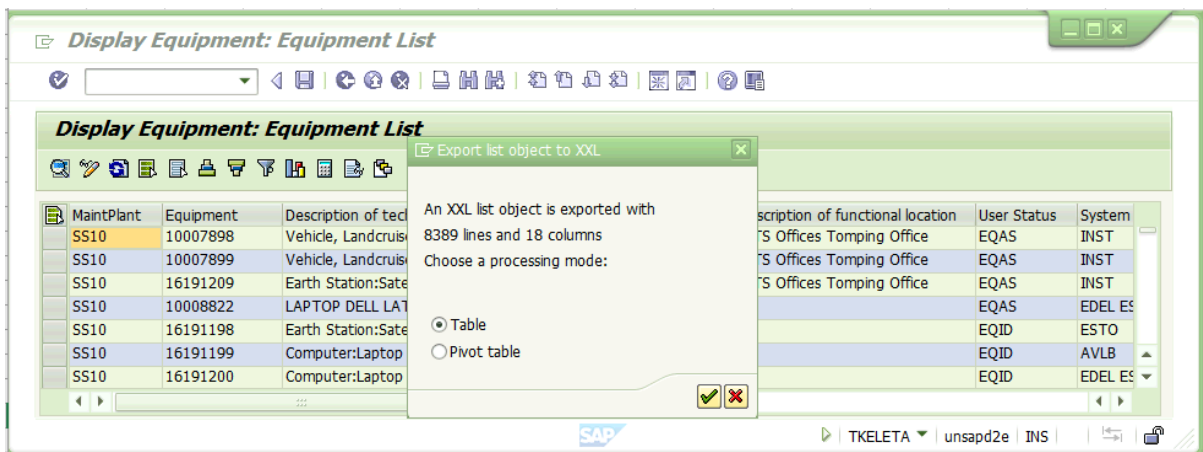 Display Equipment: Equipment List
Display Equipment: Equipment List
Export list object to XXL
An XXL list object is exported with
8389 lines and 18 columns
Choose a processing mode:
Table
Pivot table
MaintPlant Equipment Description of tec scription of functional location User Status System
SS10 10007898 Vehicle, Landcruis TS Offices Tomping Office EQAS INST
SS10 10007899 Vehicle, Landcruis TS Offices Tomping Office EQAS INST
SS10 16191209 Earth Station:Sate TS Offices Tomping Office EQAS INST
SS10 10008822 LAPTOP DELL LAT EQAS EDEL ES
SS10 16191198 Earth Station:Sate EQID ESTO
SS10 16191199 Computer:Laptop EQID AVLB
SS10 16191200 Computer:Laptop EQID EDEL ES
SAP TKELETA unsapd2e INS